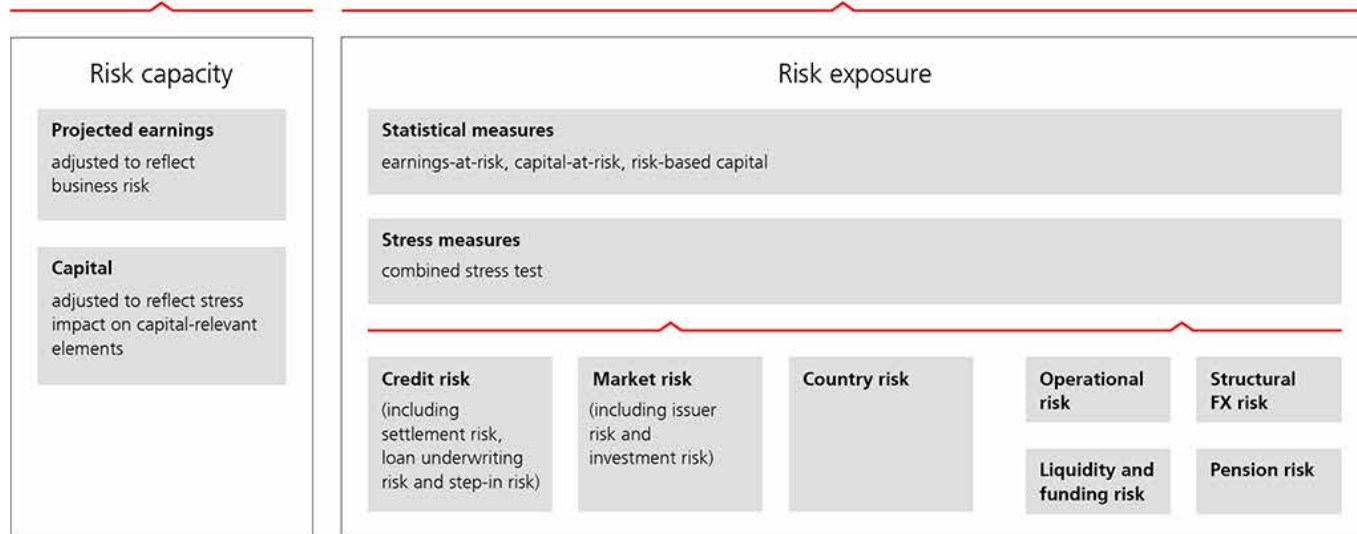 Risk capacity
Projected earnings
adjusted to reflect
business risk
Capital
adjusted to reflect stress
impact on capital-relevant
elements
Risk exposure
Statistical measures
earnings-at-risk, capital-at-risk, risk-based capital
Stress measures
combined stress test
Credit risk
(including
settlement risk,
loan underwriting
risk and step-in risk)
Market risk
(including issuer
risk and
investment risk)
Country risk
Operational
risk
Structural
FX risk
Liquidity and
funding risk
Pension risk